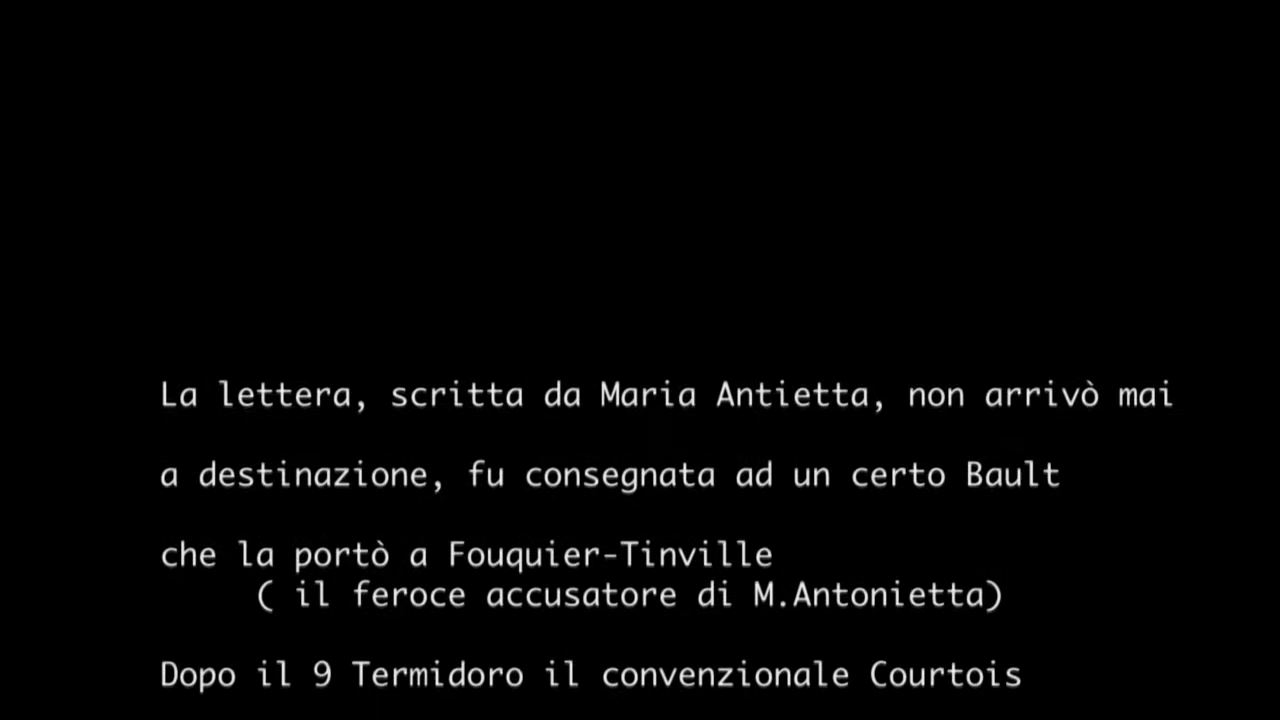 La lettera, scritta da Maria Antietta, non arrivò mai
a destinazione, fu consegnata ad un certo Bault
che la portò a Fouquier-Tinville
( il feroce accusatore di M.Antonietta)
Dopo il 9 Termidoro il convenzionale Courtois